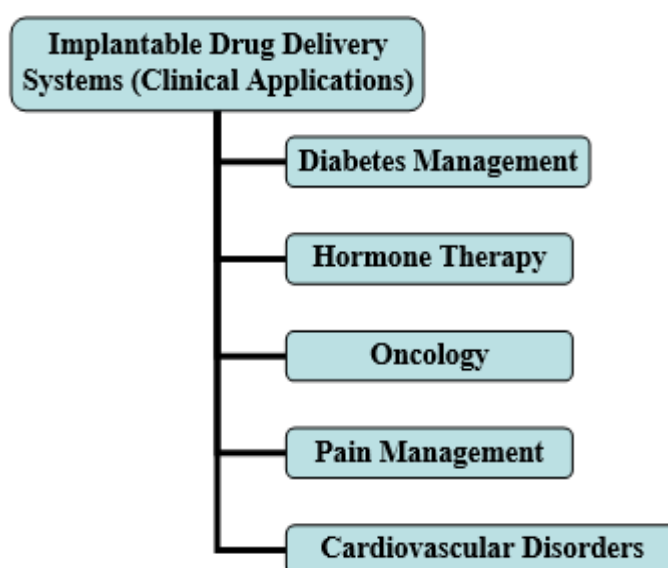 Implantable Drug Delivery
Systems (Clinical Applications)
Diabetes Management
Hormone Therapy
Oncology
Pain Management
Cardiovascular Disorders